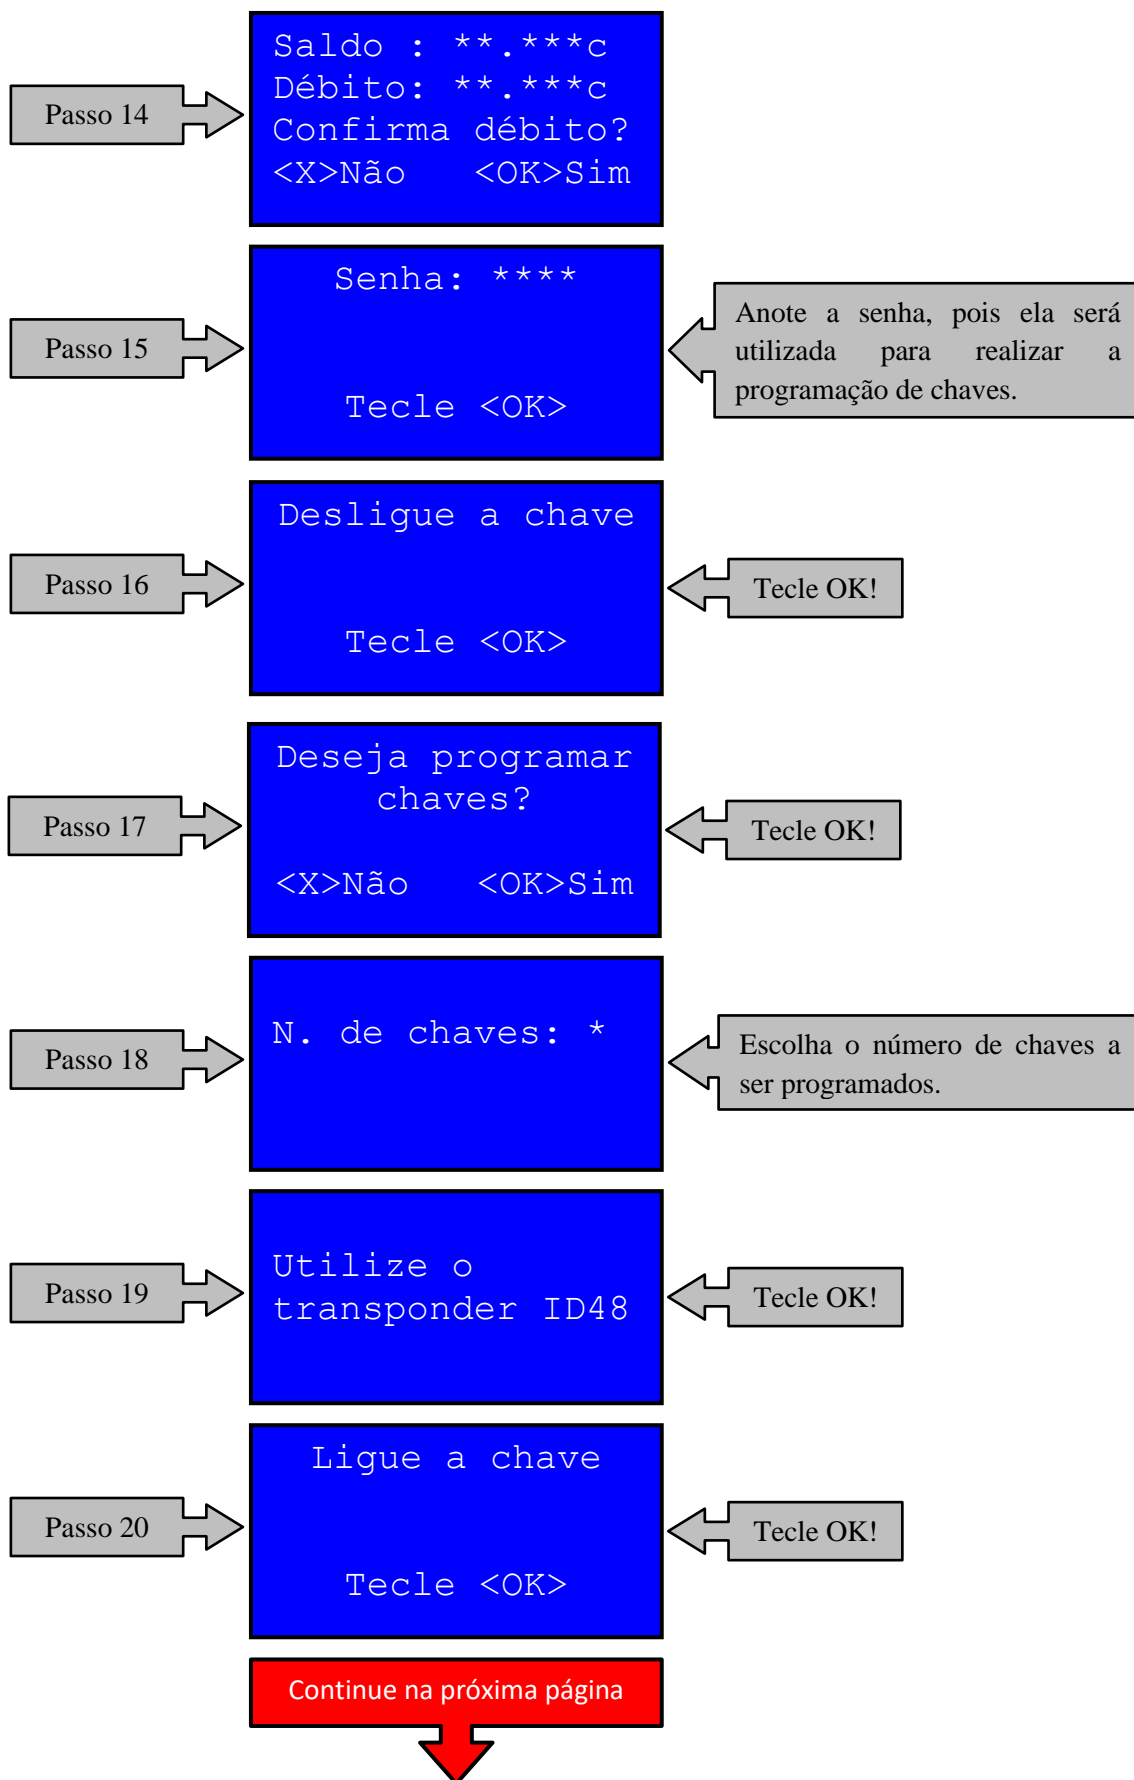 Passo 14
Saldo : **.***c
Débito: **.***c
Confirma débito?
<X>Não <OK>Sim
Passo 15
Senha: ****
Tecle <OK>
Anote a senha, pois ela será
utilizada para realizar a
programação de chaves.
Passo 16
Desligue a chave
Tecle <OK>
Tecle OK!
Passo 17
Deseja programar
chaves?
<X>Não <OK>Sim
Tecle OK!
Passo 18
N. de chaves: *
Escolha o número de chaves a
ser programados.
Passo 19
Utilize o
transponder ID48
Tecle OK!
Passo 20
Ligue a chave
Tecle <OK>
Tecle OK!
Continue na próxima página